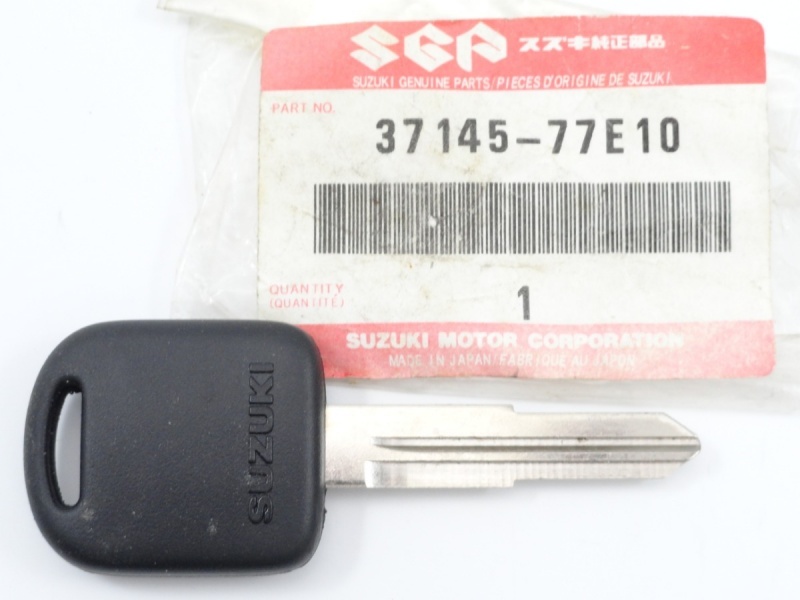 SGP スズキ純正部品
SUZUKI GENUINE PARTS/PIECES D'ORIGINE DE SUZUKI
PART NO.
37145-77E10
QUANTITY
(QUANTITÉ)
1
SUZUKI MOTOR CORPORATION
MADE IN JAPAN/FABRIQUE AU JAPON
SUZUKI